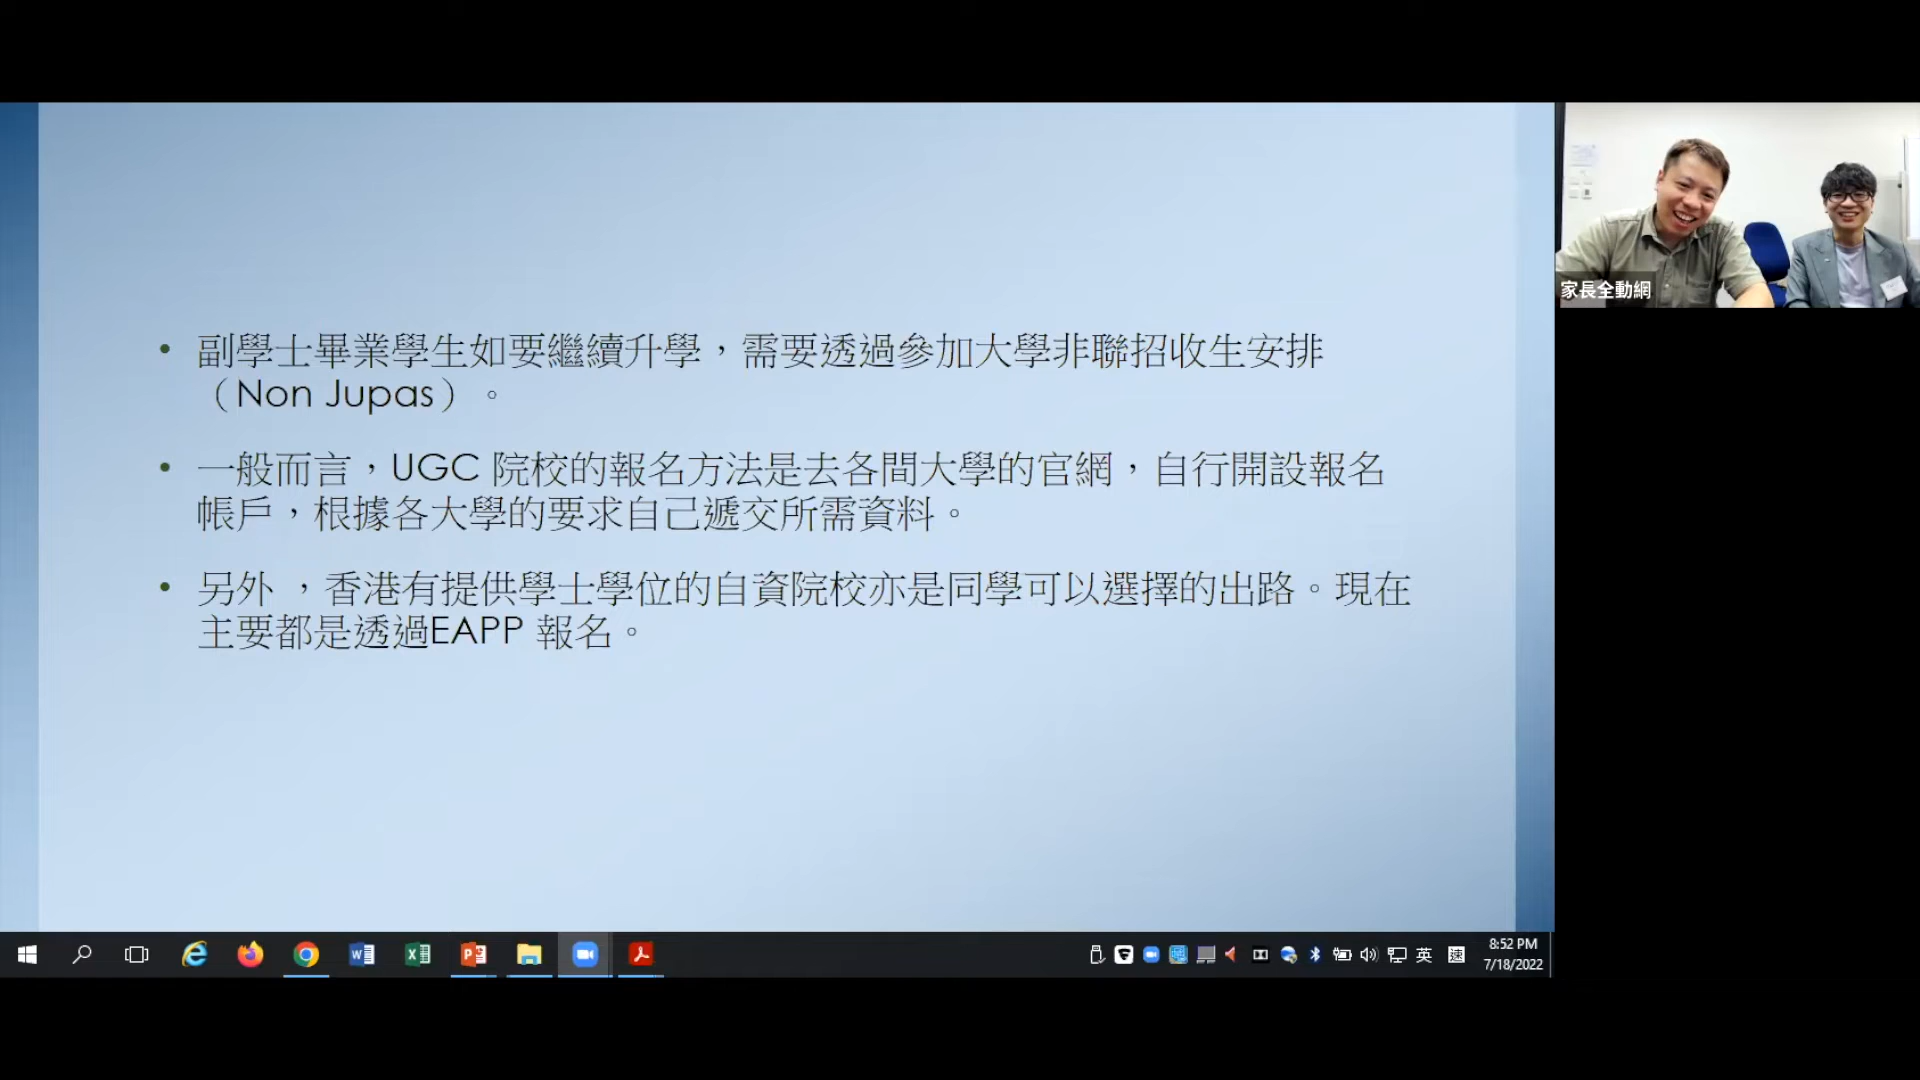 副學士畢業學生如要繼續升學，需要透過參加大學非聯招收生安排
（Non Jupas）。
一般而言，UGC 院校的報名方法是去各間大學的官網，自行開設報名
帳戶，根據各大學的要求自己遞交所需資料。
另外 ，香港有提供學士學位的自資院校亦是同學可以選擇的出路。現在
主要都是透過EAPP 報名。
家長全動網
英
速
8:52 PM
7/18/2022